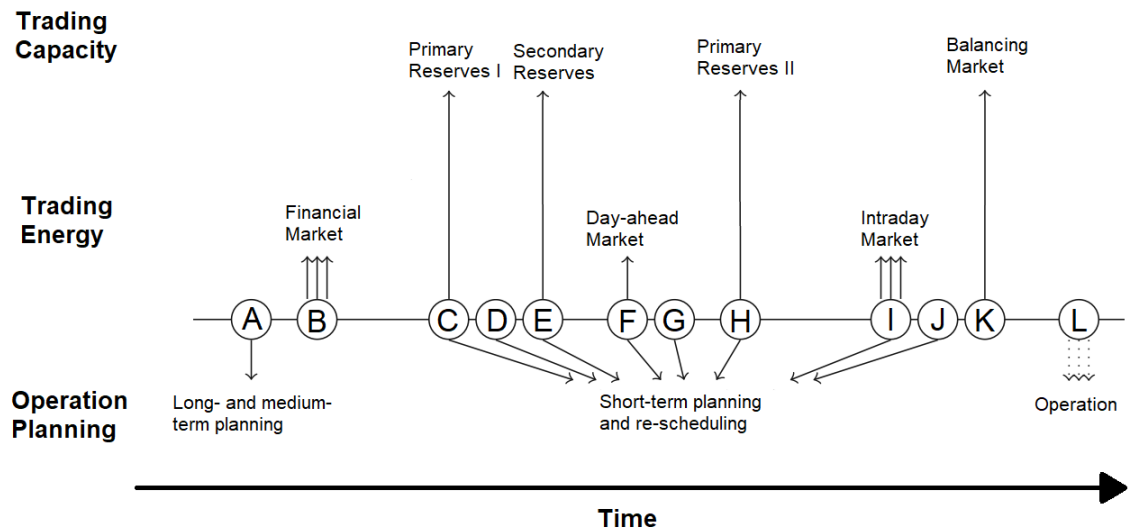 Trading
Capacity
Primary
Reserves I
Secondary
Reserves
Primary
Reserves II
Balancing
Market
Trading
Energy
Financial
Market
Day-ahead
Market
Intraday
Market
A B C D E F G H I J K L
Operation
Planning
Long- and medium-
term planning
Short-term planning
and re-scheduling
Operation
Time